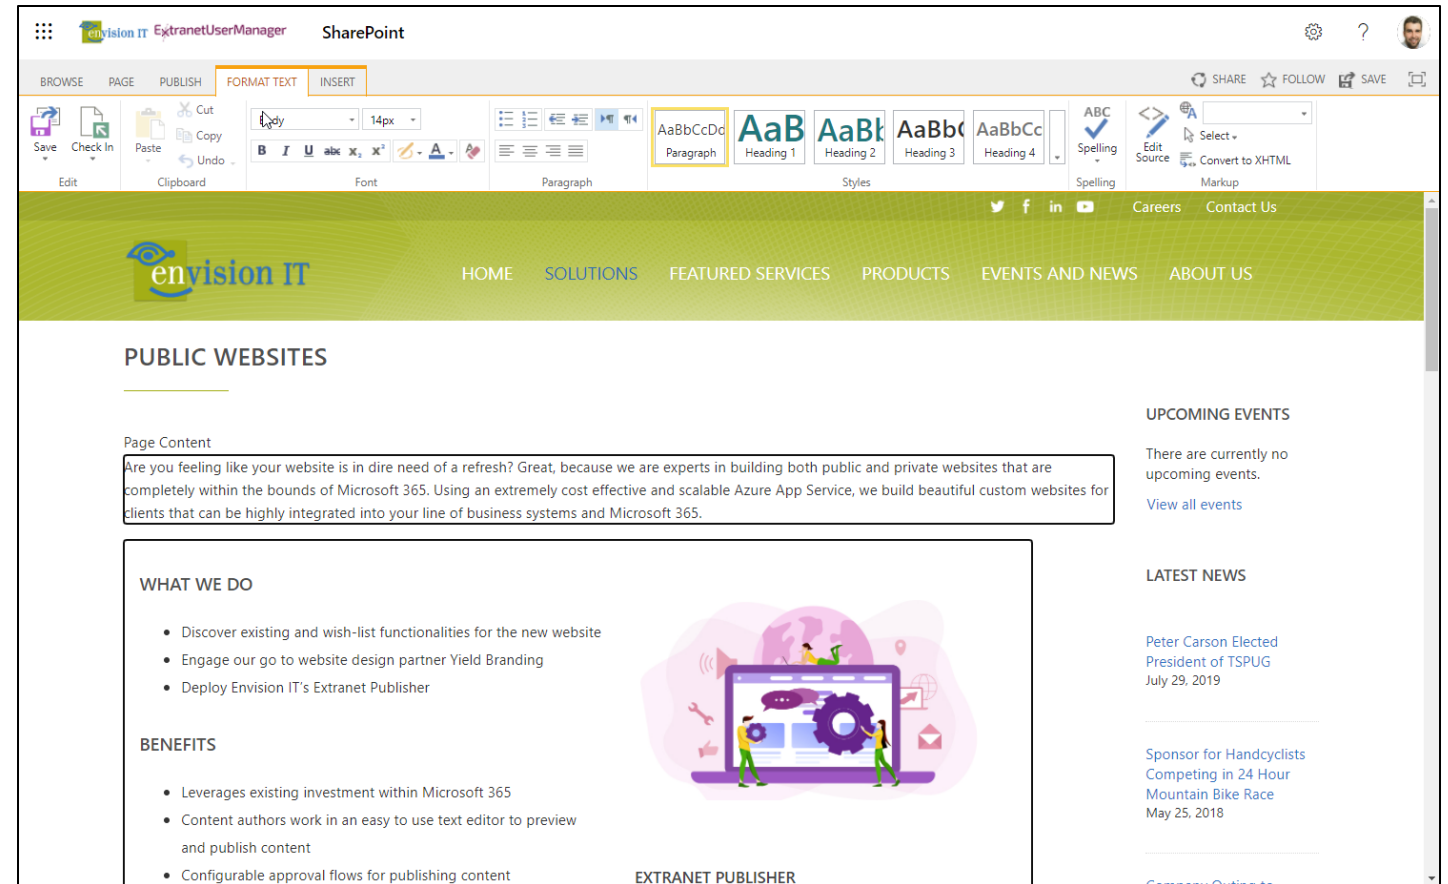 envision IT ExtranetUserManager SharePoint
BROWSE PAGE PUBLISH FORMAT TEXT INSERT SHARE FOLLOW SAVE
Save Check In Paste Cut Copy Undo
14px
B I U abc x₂ x² A
AaBbCcDd AaB AaBb AaBb( AaBbCc
Paragraph Heading 1 Heading 2 Heading 3 Heading 4
ABC
Spelling
Edit Source
Select
Convert to XHTML
Edit Clipboard Font Paragraph Styles Spelling Markup
Careers Contact Us
envision IT
HOME SOLUTIONS FEATURED SERVICES PRODUCTS EVENTS AND NEWS ABOUT US
PUBLIC WEBSITES
Page Content
Are you feeling like your website is in dire need of a refresh? Great, because we are experts in building both public and private websites that are
completely within the bounds of Microsoft 365. Using an extremely cost effective and scalable Azure App Service, we build beautiful custom websites for
clients that can be highly integrated into your line of business systems and Microsoft 365.
WHAT WE DO
• Discover existing and wish-list functionalities for the new website
• Engage our go to website design partner Yield Branding
• Deploy Envision IT's Extranet Publisher
BENEFITS
• Leverages existing investment within Microsoft 365
• Content authors work in an easy to use text editor to preview
and publish content
• Configurable approval flows for publishing content
EXTRANET PUBLISHER
UPCOMING EVENTS
There are currently no
upcoming events.
View all events
LATEST NEWS
Peter Carson Elected
President of TSPUG
July 29, 2019
Sponsor for Handcyclists
Competing in 24 Hour
Mountain Bike Race
May 25, 2018
Company Outing to